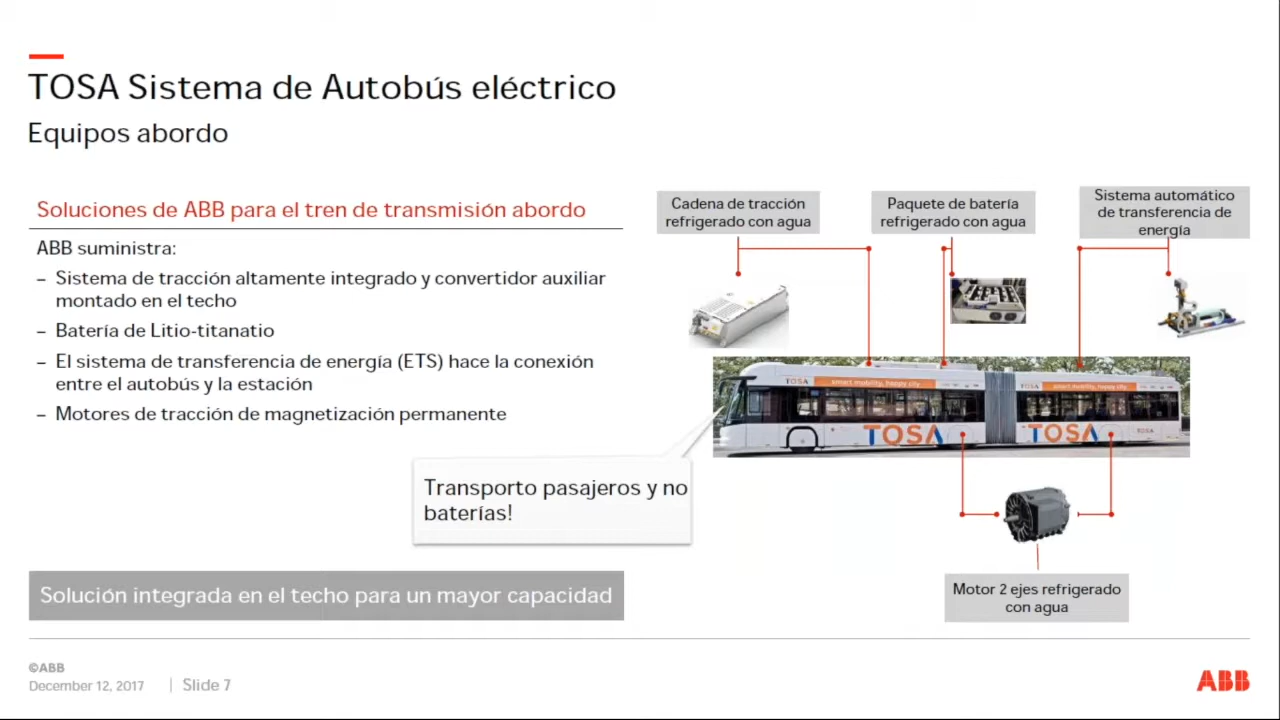 TOSA Sistema de Autobús eléctrico
Equipos abordo
Soluciones de ABB para el tren de transmisión abordo
ABB suministra:
– Sistema de tracción altamente integrado y convertidor auxiliar
montado en el techo
– Batería de Litio-titanatio
– El sistema de transferencia de energía (ETS) hace la conexión
entre el autobús y la estación
– Motores de tracción de magnetización permanente
Cadena de tracción
refrigerado con agua
Paquete de batería
refrigerado con agua
Sistema automático
de transferencia de
energía
TOSA smart mobility, happy city
TOSA smart mobility, happy city
TOSA
TOSA
TOSA
Transporto pasajeros y no
baterías!
Motor 2 ejes refrigerado
con agua
Solución integrada en el techo para un mayor capacidad
©ABB
December 12, 2017 | Slide 7
ABB